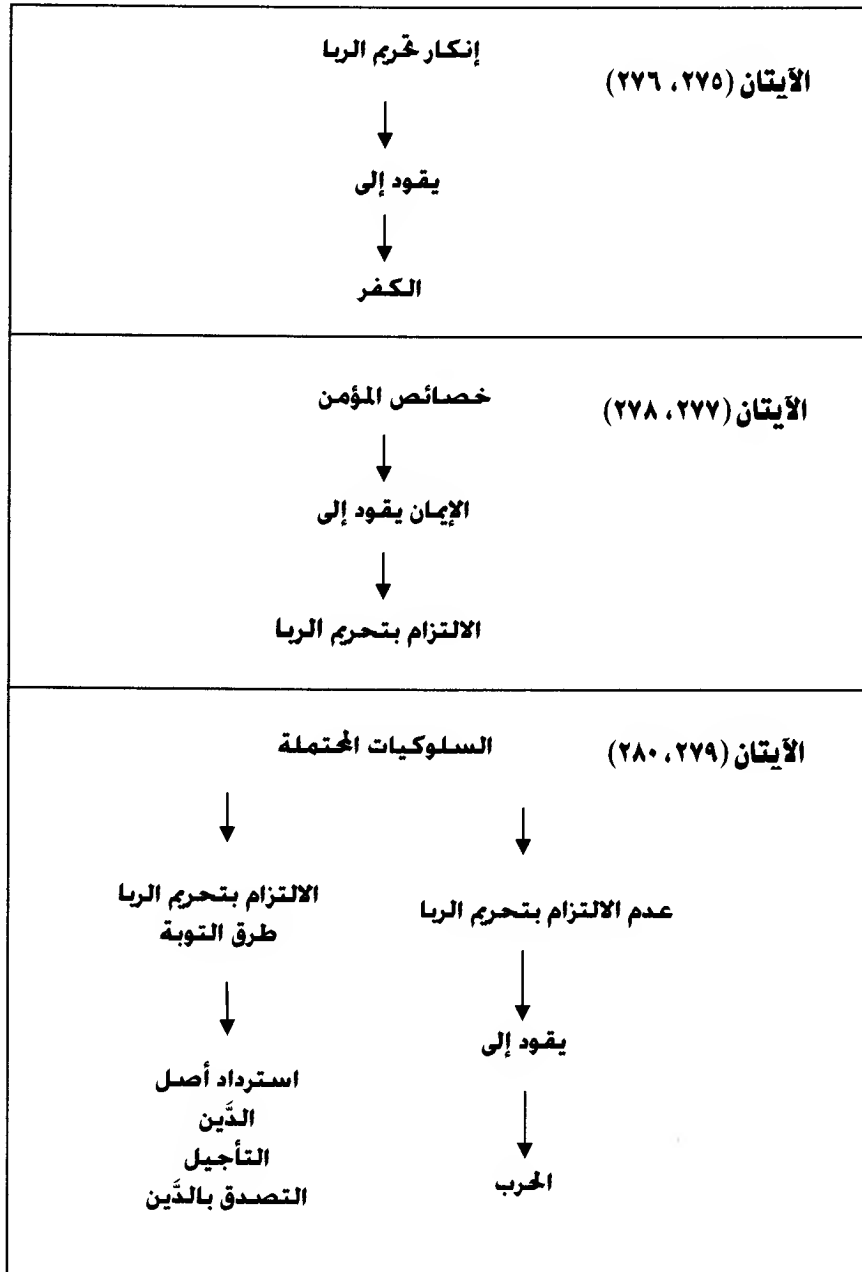 الآيتان (٢٧٥، ٢٧٦)
إنكار تحريم الربا
يقود إلى
الكفر
الآيتان (٢٧٧، ٢٧٨)
خصائص المؤمن
الإيمان يقود إلى
الالتزام بتحريم الربا
الآيتان (٢٧٩، ٢٨٠)
السلوكيات المحتملة
عدم الالتزام بتحريم الربا
يقود إلى
الحرب
الالتزام بتحريم الربا
طرق التوبة
استرداد أصل
الدَّين
التأجيل
التصدق بالدَّين